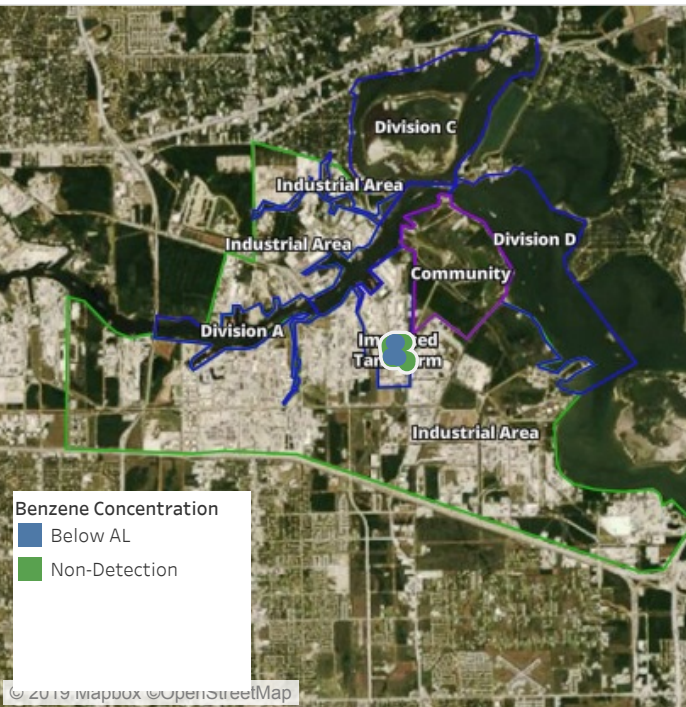 Division C
Industrial Area
Division D
Industrial Area
Community
Division A
Industrial Area
Benzene Concentration
Below AL
Non-Detection
© 2019 Mapbox ©OpenStreetMap